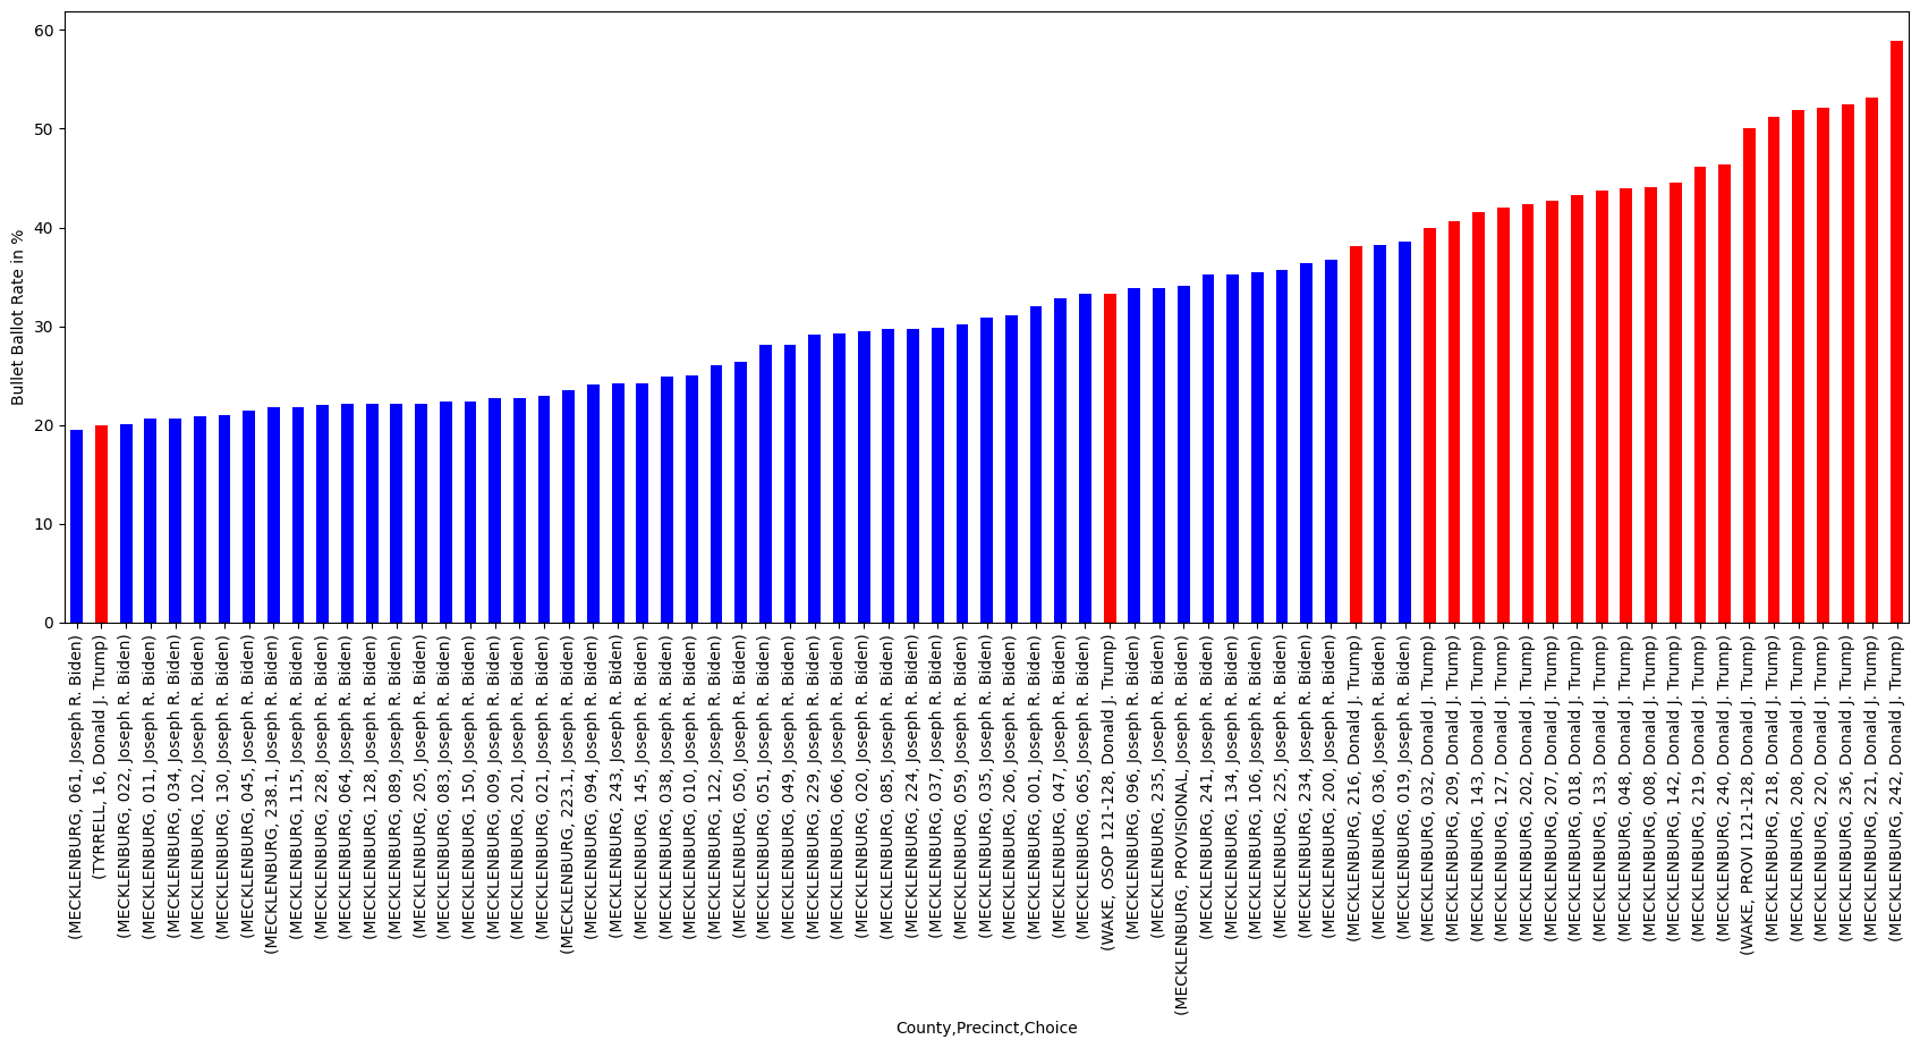 60
50
40
30
20
10
0
Bullet Ballot Rate in %
(MECKLENBURG, 061, Joseph R. Biden)
(TYRRELL, 16, Donald J. Trump)
(MECKLENBURG, 022, Joseph R. Biden)
(MECKLENBURG, 011, Joseph R. Biden)
(MECKLENBURG, 034, Joseph R. Biden)
(MECKLENBURG, 102, Joseph R. Biden)
(MECKLENBURG, 130, Joseph R. Biden)
(MECKLENBURG, 045, Joseph R. Biden)
(MECKLENBURG, 238.1, Joseph R. Biden)
(MECKLENBURG, 115, Joseph R. Biden)
(MECKLENBURG, 228, Joseph R. Biden)
(MECKLENBURG, 064, Joseph R. Biden)
(MECKLENBURG, 128, Joseph R. Biden)
(MECKLENBURG, 089, Joseph R. Biden)
(MECKLENBURG, 205, Joseph R. Biden)
(MECKLENBURG, 083, Joseph R. Biden)
(MECKLENBURG, 150, Joseph R. Biden)
(MECKLENBURG, 009, Joseph R. Biden)
(MECKLENBURG, 201, Joseph R. Biden)
(MECKLENBURG, 021, Joseph R. Biden)
(MECKLENBURG, 223.1, Joseph R. Biden)
(MECKLENBURG, 094, Joseph R. Biden)
(MECKLENBURG, 243, Joseph R. Biden)
(MECKLENBURG, 145, Joseph R. Biden)
(MECKLENBURG, 038, Joseph R. Biden)
(MECKLENBURG, 010, Joseph R. Biden)
(MECKLENBURG, 122, Joseph R. Biden)
(MECKLENBURG, 050, Joseph R. Biden)
(MECKLENBURG, 051, Joseph R. Biden)
(MECKLENBURG, 049, Joseph R. Biden)
(MECKLENBURG, 229, Joseph R. Biden)
(MECKLENBURG, 066, Joseph R. Biden)
(MECKLENBURG, 020, Joseph R. Biden)
(MECKLENBURG, 085, Joseph R. Biden)
(MECKLENBURG, 224, Joseph R. Biden)
(MECKLENBURG, 037, Joseph R. Biden)
(MECKLENBURG, 059, Joseph R. Biden)
(MECKLENBURG, 035, Joseph R. Biden)
(MECKLENBURG, 206, Joseph R. Biden)
(MECKLENBURG, 001, Joseph R. Biden)
(MECKLENBURG, 047, Joseph R. Biden)
(MECKLENBURG, 065, Joseph R. Biden)
(WAKE, OSOP 121-128, Donald J. Trump)
(MECKLENBURG, 096, Joseph R. Biden)
(MECKLENBURG, 235, Joseph R. Biden)
(MECKLENBURG, PROVISIONAL, Joseph R. Biden)
(MECKLENBURG, 241, Joseph R. Biden)
(MECKLENBURG, 134, Joseph R. Biden)
(MECKLENBURG, 106, Joseph R. Biden)
(MECKLENBURG, 225, Joseph R. Biden)
(MECKLENBURG, 234, Joseph R. Biden)
(MECKLENBURG, 200, Joseph R. Biden)
(MECKLENBURG, 216, Donald J. Trump)
(MECKLENBURG, 036, Joseph R. Biden)
(MECKLENBURG, 019, Joseph R. Biden)
(MECKLENBURG, 032, Donald J. Trump)
(MECKLENBURG, 209, Donald J. Trump)
(MECKLENBURG, 143, Donald J. Trump)
(MECKLENBURG, 127, Donald J. Trump)
(MECKLENBURG, 202, Donald J. Trump)
(MECKLENBURG, 207, Donald J. Trump)
(MECKLENBURG, 018, Donald J. Trump)
(MECKLENBURG, 133, Donald J. Trump)
(MECKLENBURG, 048, Donald J. Trump)
(MECKLENBURG, 008, Donald J. Trump)
(MECKLENBURG, 142, Donald J. Trump)
(MECKLENBURG, 219, Donald J. Trump)
(MECKLENBURG, 240, Donald J. Trump)
(WAKE, PROVI 121-128, Donald J. Trump)
(MECKLENBURG, 218, Donald J. Trump)
(MECKLENBURG, 208, Donald J. Trump)
(MECKLENBURG, 220, Donald J. Trump)
(MECKLENBURG, 236, Donald J. Trump)
(MECKLENBURG, 221, Donald J. Trump)
(MECKLENBURG, 242, Donald J. Trump)
County,Precinct,Choice